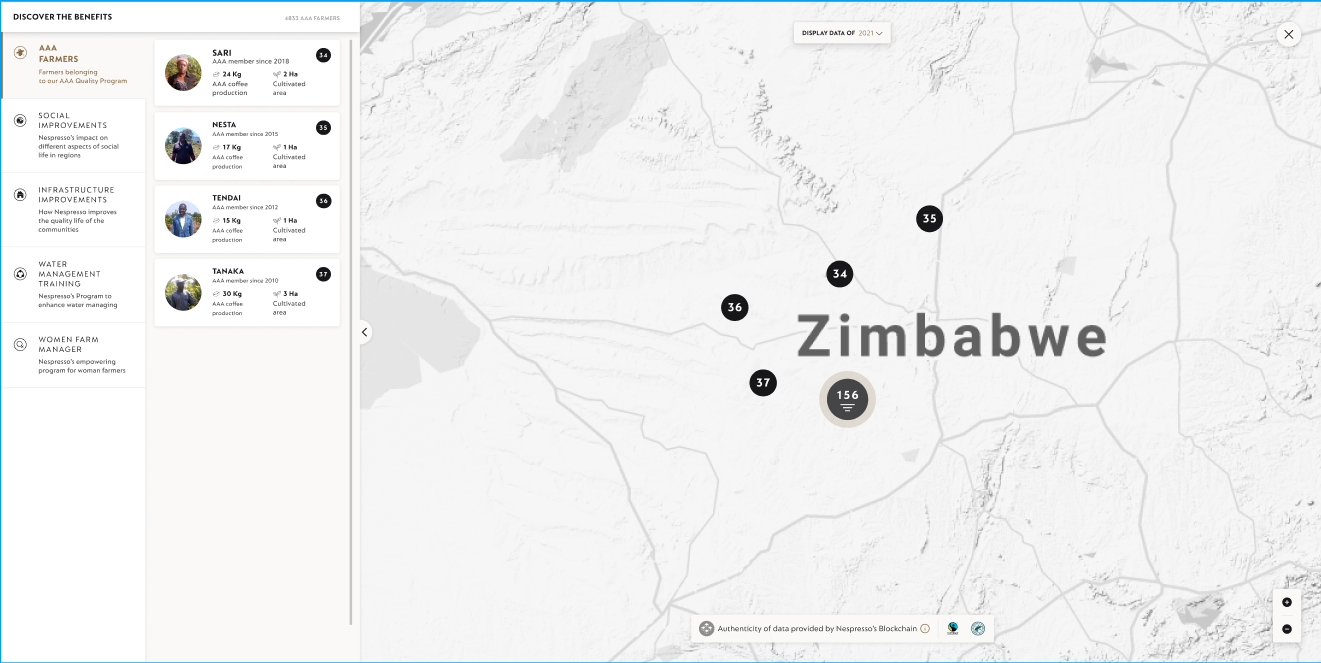 DISCOVER THE BENEFITS
4833 AAA FARMERS
AAA
FARMERS
Farmers belonging
to our AAA Quality Program
SOCIAL
IMPROVEMENTS
Nespresso's impact on
different aspects of social
life in regions
INFRASTRUCTURE
IMPROVEMENTS
How Nespresso improves
the quality life of the
communities
WATER
MANAGEMENT
TRAINING
Nespresso's Program to
enhance water managing
WOMEN FARM
MANAGER
Nespresso's empowering
program for woman farmers
SARI
34
AAA member since 2018
24 Kg
2 Ha
AAA coffee
production
Cultivated
area
NESTA
35
AAA member since 2015
17 Kg
1 Ha
AAA coffee
production
Cultivated
area
TENDAI
36
AAA member since 2012
15 Kg
1 Ha
AAA coffee
production
Cultivated
area
TANAKA
37
AAA member since 2010
30 Kg
3 Ha
AAA coffee
production
Cultivated
area
DISPLAY DATA OF 2021
35
34
36
Zimbabwe
37
156
Authenticity of data provided by Nespresso's Blockchain